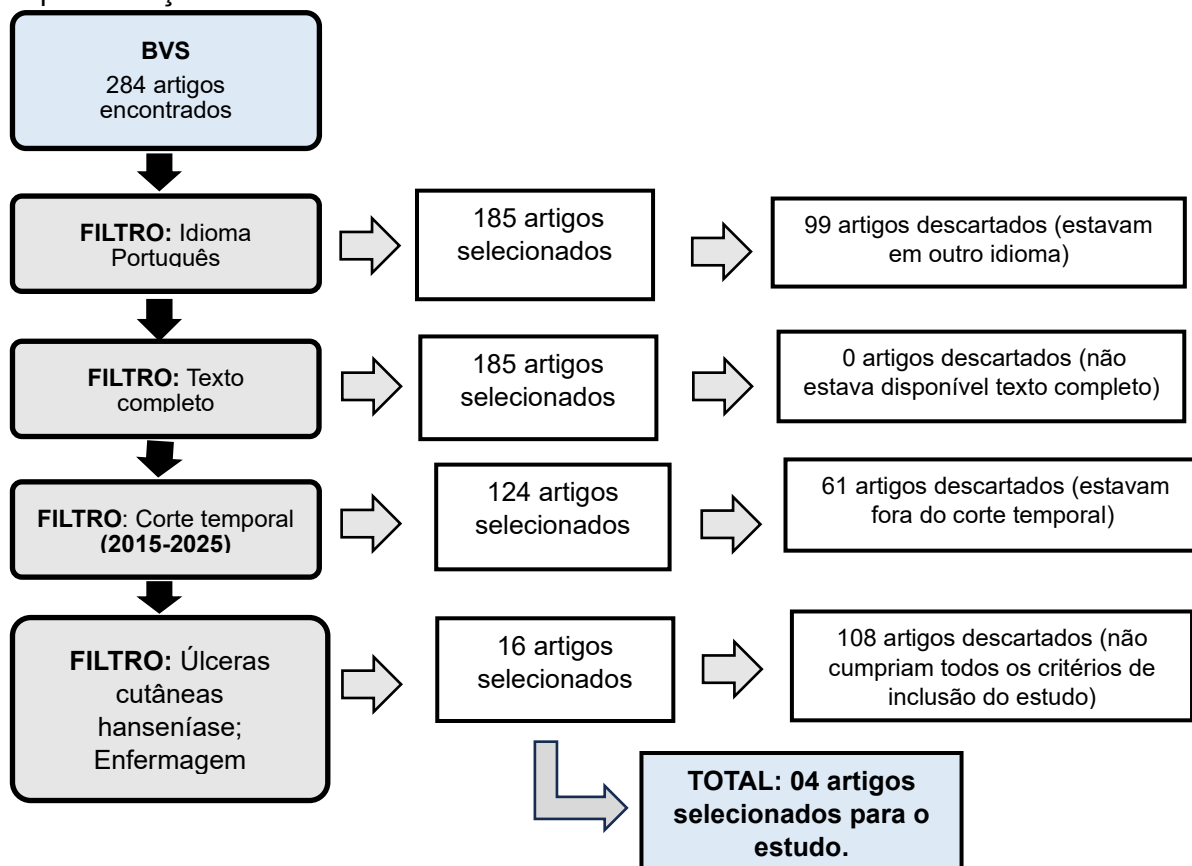 BVS
284 artigos
encontrados
FILTRO: Idioma
Português
185 artigos
selecionados
99 artigos descartados (estavam
em outro idioma)
FILTRO: Texto
completo
185 artigos
selecionados
0 artigos descartados (não
estava disponível texto completo)
FILTRO: Corte temporal
(2015-2025)
124 artigos
selecionados
61 artigos descartados (estavam
fora do corte temporal)
FILTRO: Úlceras
cutâneas
hanseníase;
Enfermagem
16 artigos
selecionados
108 artigos descartados (não
cumpriam todos os critérios de
inclusão do estudo)
TOTAL: 04 artigos
selecionados para o
estudo.